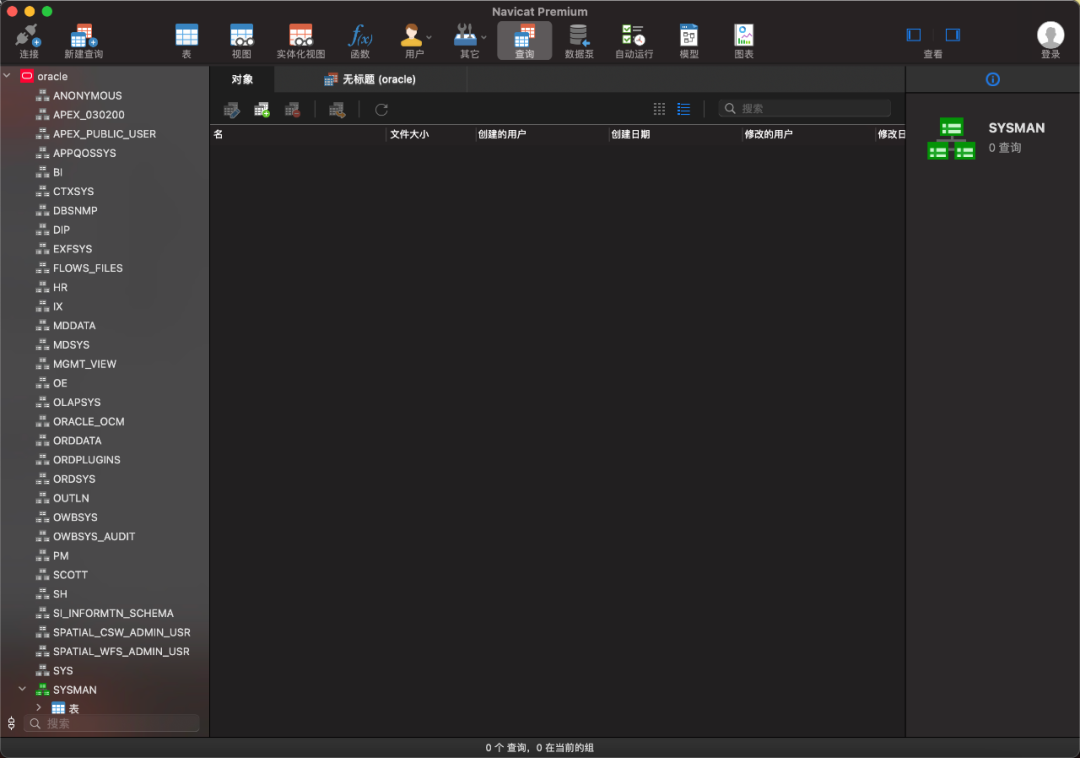 Navicat Premium
连接
新建查询
表
视图
实体化视图
函数
用户
其它
查询
数据泵
自动运行
模型
图表
查看
登录
oracle
ANONYMOUS
APEX_030200
APEX_PUBLIC_USER
APPQOSSYS
BI
CTXSYS
DBSNMP
DIP
EXFSYS
FLOWS_FILES
HR
IX
MDDATA
MDSYS
MGMT_VIEW
OE
OLAPSYS
ORACLE_OCM
ORDDATA
ORDPLUGINS
ORDSYS
OUTLN
OWBSYS
OWBSYS_AUDIT
PM
SCOTT
SH
SI_INFORMTN_SCHEMA
SPATIAL_CSW_ADMIN_USR
SPATIAL_WFS_ADMIN_USR
SYS
SYSMAN
表
搜索
对象
无标题 (oracle)
搜索
名 文件大小 创建的用户 创建日期 修改的用户 修改日
SYSMAN
0 查询
0 个 查询, 0 在当前的组